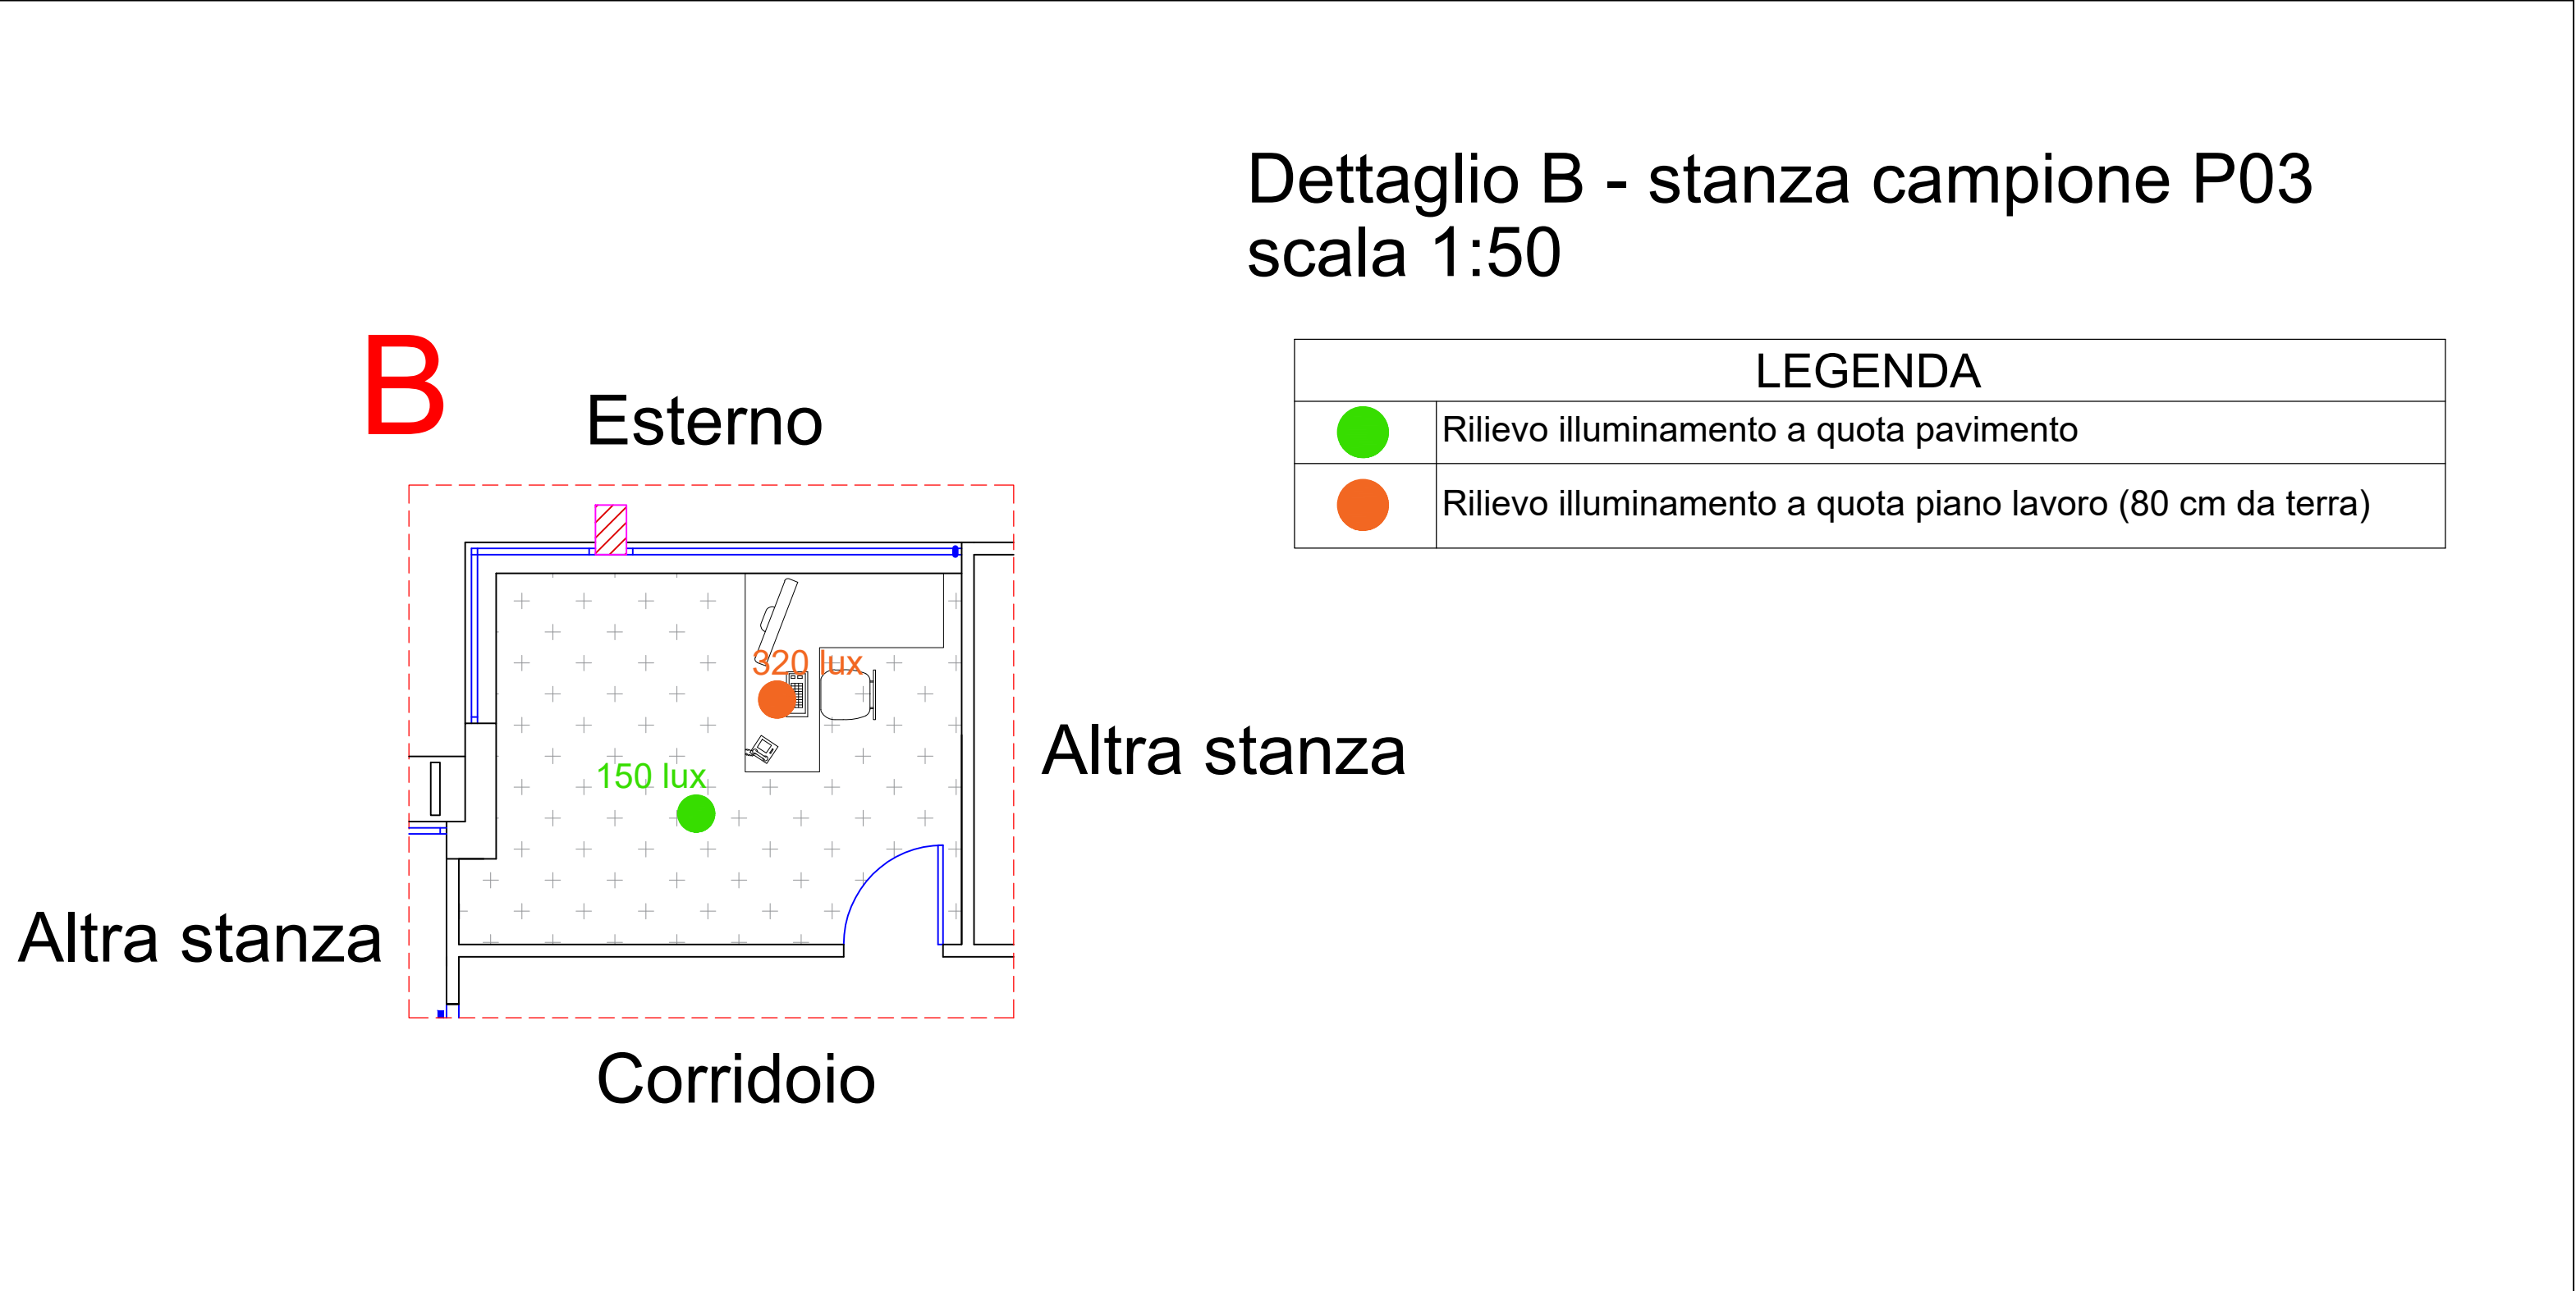 Dettaglio B - stanza campione P03
scala 1:50
LEGENDA
Rilievo illuminamento a quota pavimento
Rilievo illuminamento a quota piano lavoro (80 cm da terra)
B
Esterno
320 lux
150 lux
Altra stanza
Altra stanza
Corridoio